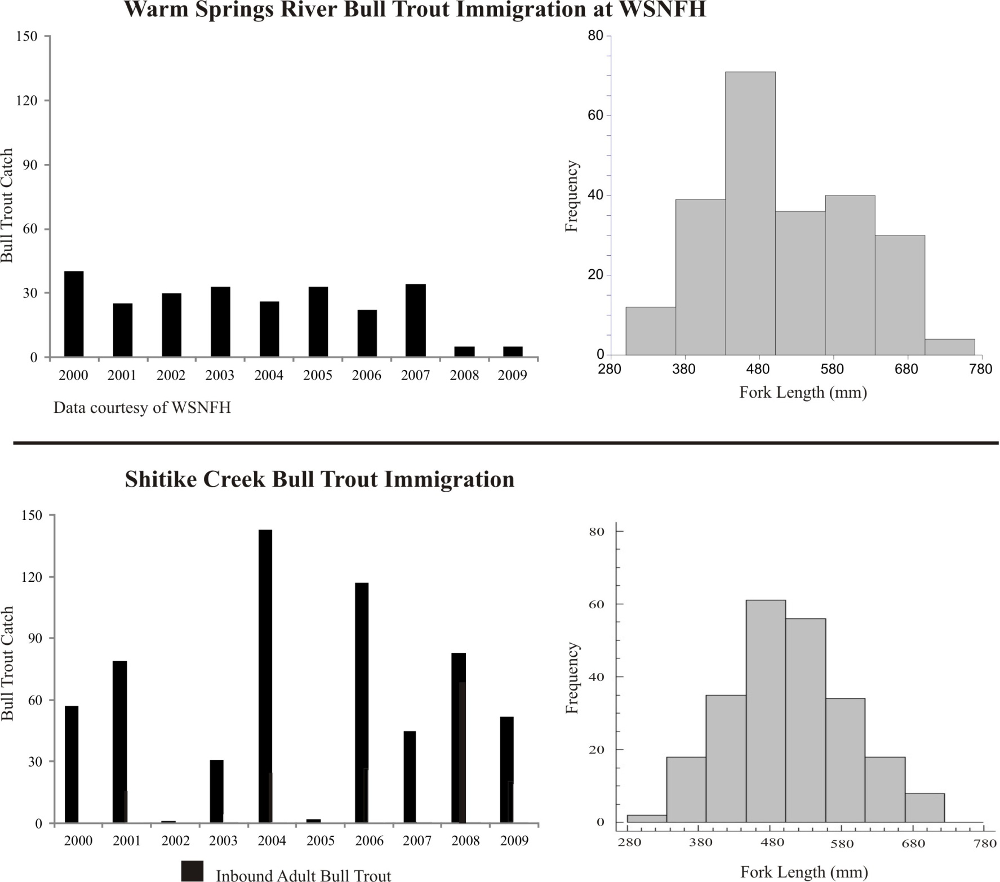 Warm Springs River Bull Trout Immigration at WSNFH
Bull Trout Catch
150
120
90
60
30
0
2000 2001 2002 2003 2004 2005 2006 2007 2008 2009
Data courtesy of WSNFH
Frequency
80
60
40
20
0
280 380 480 580 680 780
Fork Length (mm)
Shitike Creek Bull Trout Immigration
Bull Trout Catch
150
120
90
60
30
0
2000 2001 2002 2003 2004 2005 2006 2007 2008 2009
Inbound Adult Bull Trout
Frequency
80
60
40
20
0
280 380 480 580 680 780
Fork Length (mm)